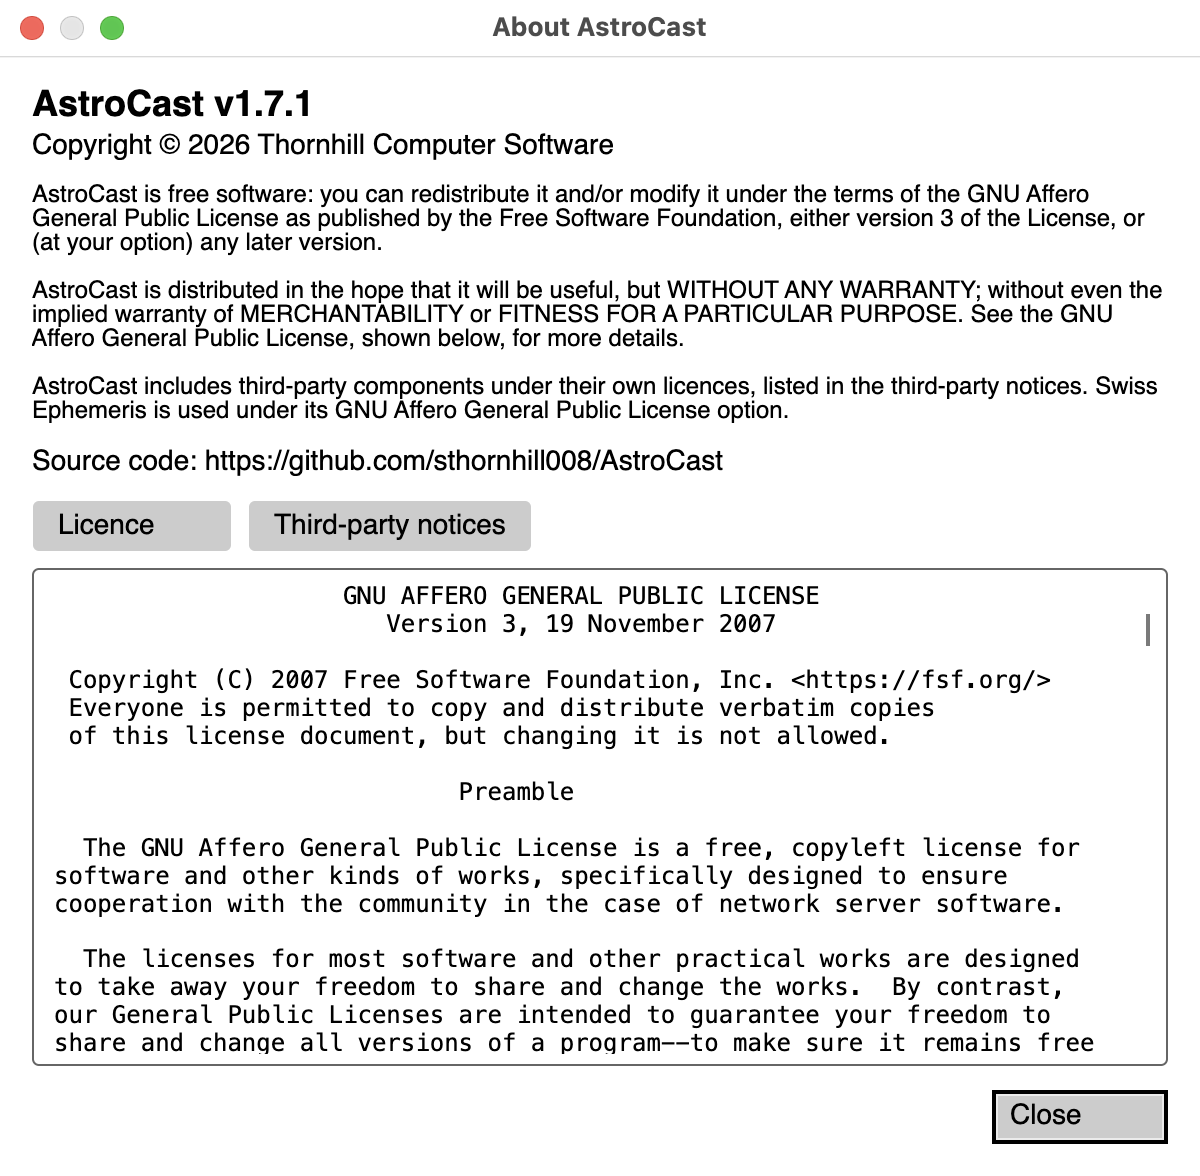 About AstroCast
AstroCast v1.7.1
Copyright © 2026 Thornhill Computer Software
AstroCast is free software: you can redistribute it and/or modify it under the terms of the GNU Affero
General Public License as published by the Free Software Foundation, either version 3 of the License, or
(at your option) any later version.
AstroCast is distributed in the hope that it will be useful, but WITHOUT ANY WARRANTY; without even the
implied warranty of MERCHANTABILITY or FITNESS FOR A PARTICULAR PURPOSE. See the GNU
Affero General Public License, shown below, for more details.
AstroCast includes third-party components under their own licences, listed in the third-party notices. Swiss
Ephemeris is used under its GNU Affero General Public License option.
Source code: https://github.com/sthornhill008/AstroCast
Licence
Third-party notices
GNU AFFERO GENERAL PUBLIC LICENSE
Version 3, 19 November 2007
Copyright (C) 2007 Free Software Foundation, Inc. <https://fsf.org/>
Everyone is permitted to copy and distribute verbatim copies
of this license document, but changing it is not allowed.
Preamble
The GNU Affero General Public License is a free, copyleft license for
software and other kinds of works, specifically designed to ensure
cooperation with the community in the case of network server software.
The licenses for most software and other practical works are designed
to take away your freedom to share and change the works.  By contrast,
our General Public Licenses are intended to guarantee your freedom to
share and change all versions of a program--to make sure it remains free
Close